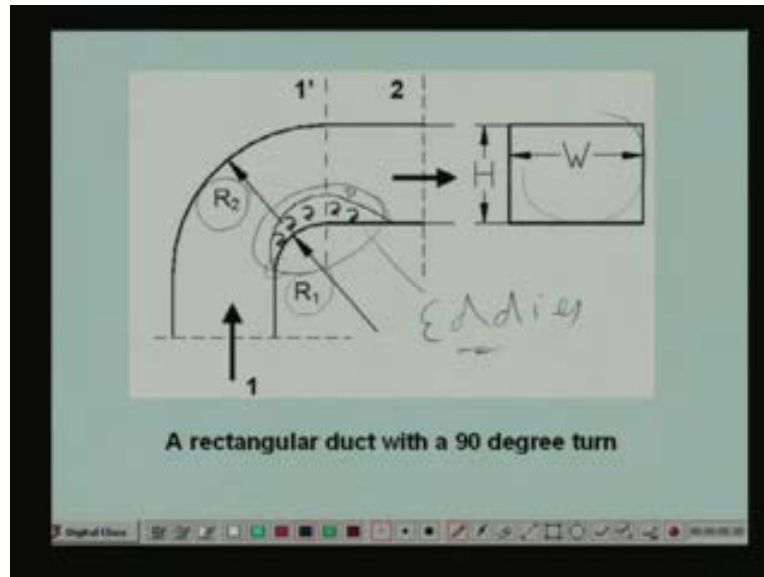 1' 2
R₂
H
W
R₁
Eddies
1
A rectangular duct with a 90 degree turn